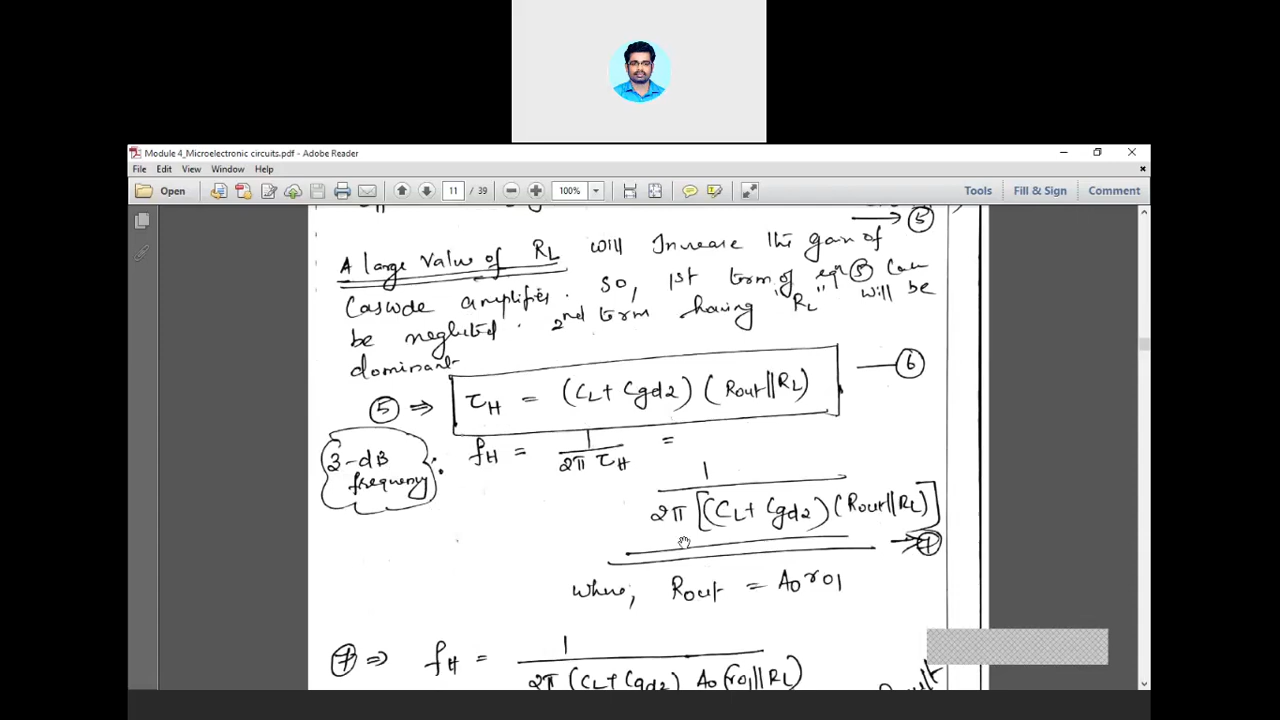 Module 4_Microelectronic circuits.pdf - Adobe Reader
File Edit View Window Help
Open 11 / 39 100% Tools Fill & Sign Comment
→ ⑤
A large value of RL will Increase the gain of
Cascode amplifier. So, 1st term of eqn ⑤ can
be neglected. 2nd term having "RL" will be
dominant
⑤ ⇒ τH = (CL + Cgd2) (Rout||RL) — ⑥
3-dB frequency : fH = 1 / 2π τH =
1 / 2π [(CL + Cgd2) (Rout||RL)] → ⑦
where, Rout = A0 ro1
⑦ ⇒ fH = 1 / 2π (CL + Cgd2) A0 (ro1||RL)